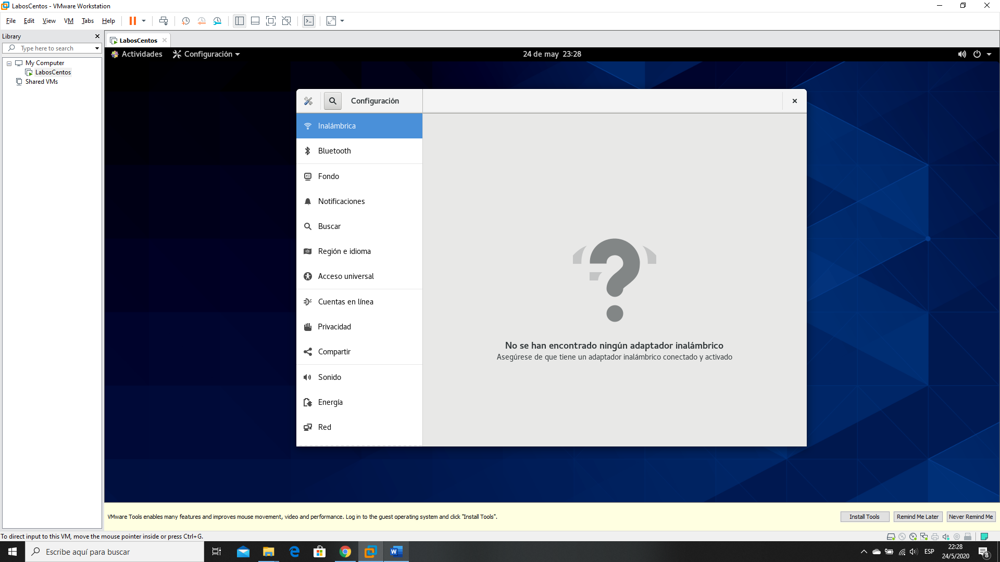 LabosCentos - VMware Workstation
File Edit View VM Tabs Help
Library
Type here to search
My Computer
LabosCentos
Shared VMs
LabosCentos
Actividades Configuración 24 de may 23:28
Configuración
Inalámbrica
Bluetooth
Fondo
Notificaciones
Buscar
Región e idioma
Acceso universal
Cuentas en línea
Privacidad
Compartir
Sonido
Energía
Red
No se han encontrado ningún adaptador inalámbrico
Asegúrese de que tiene un adaptador inalámbrico conectado y activado
VMware Tools enables many features and improves mouse movement, video and performance. Log in to the guest operating system and click "Install Tools".
Install Tools Remind Me Later Never Remind Me
To direct input to this VM, move the mouse pointer inside or press Ctrl+G.
Escribe aquí para buscar
ESP
22:28
24/5/2020
8